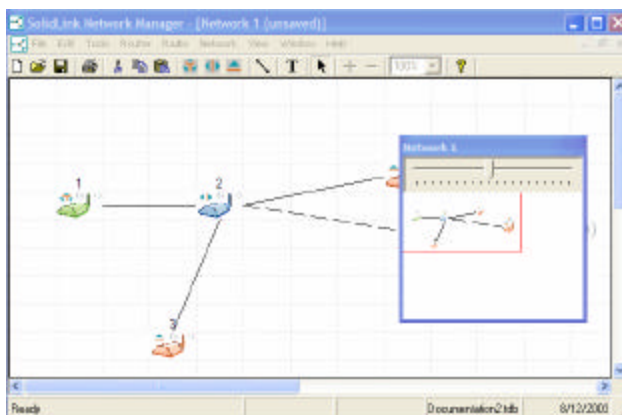 SolidLink Network Manager - [Network 1 (unsaved)]
File Edit Tools Router Radio Network View Window Help
T 100% ?
Network 1
1
2
3
Ready Documentation2.tdb 8/12/2003